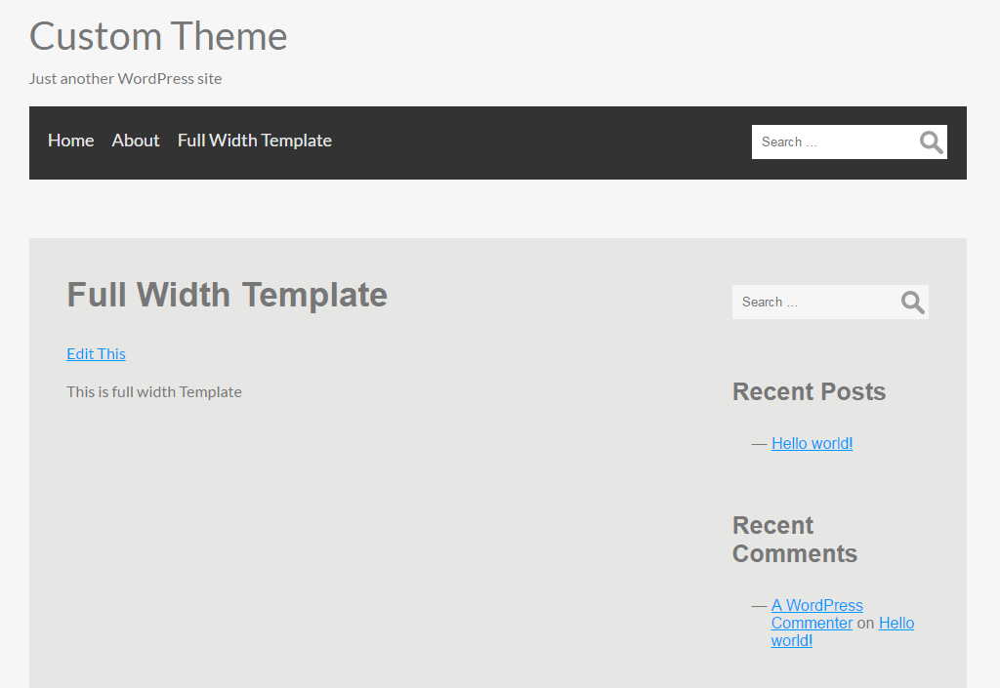 Custom Theme
Just another WordPress site
Home About Full Width Template
Search ...
Full Width Template
Edit This
This is full width Template
Search ...
Recent Posts
— Hello world!
Recent
Comments
— A WordPress
Commenter on Hello
world!